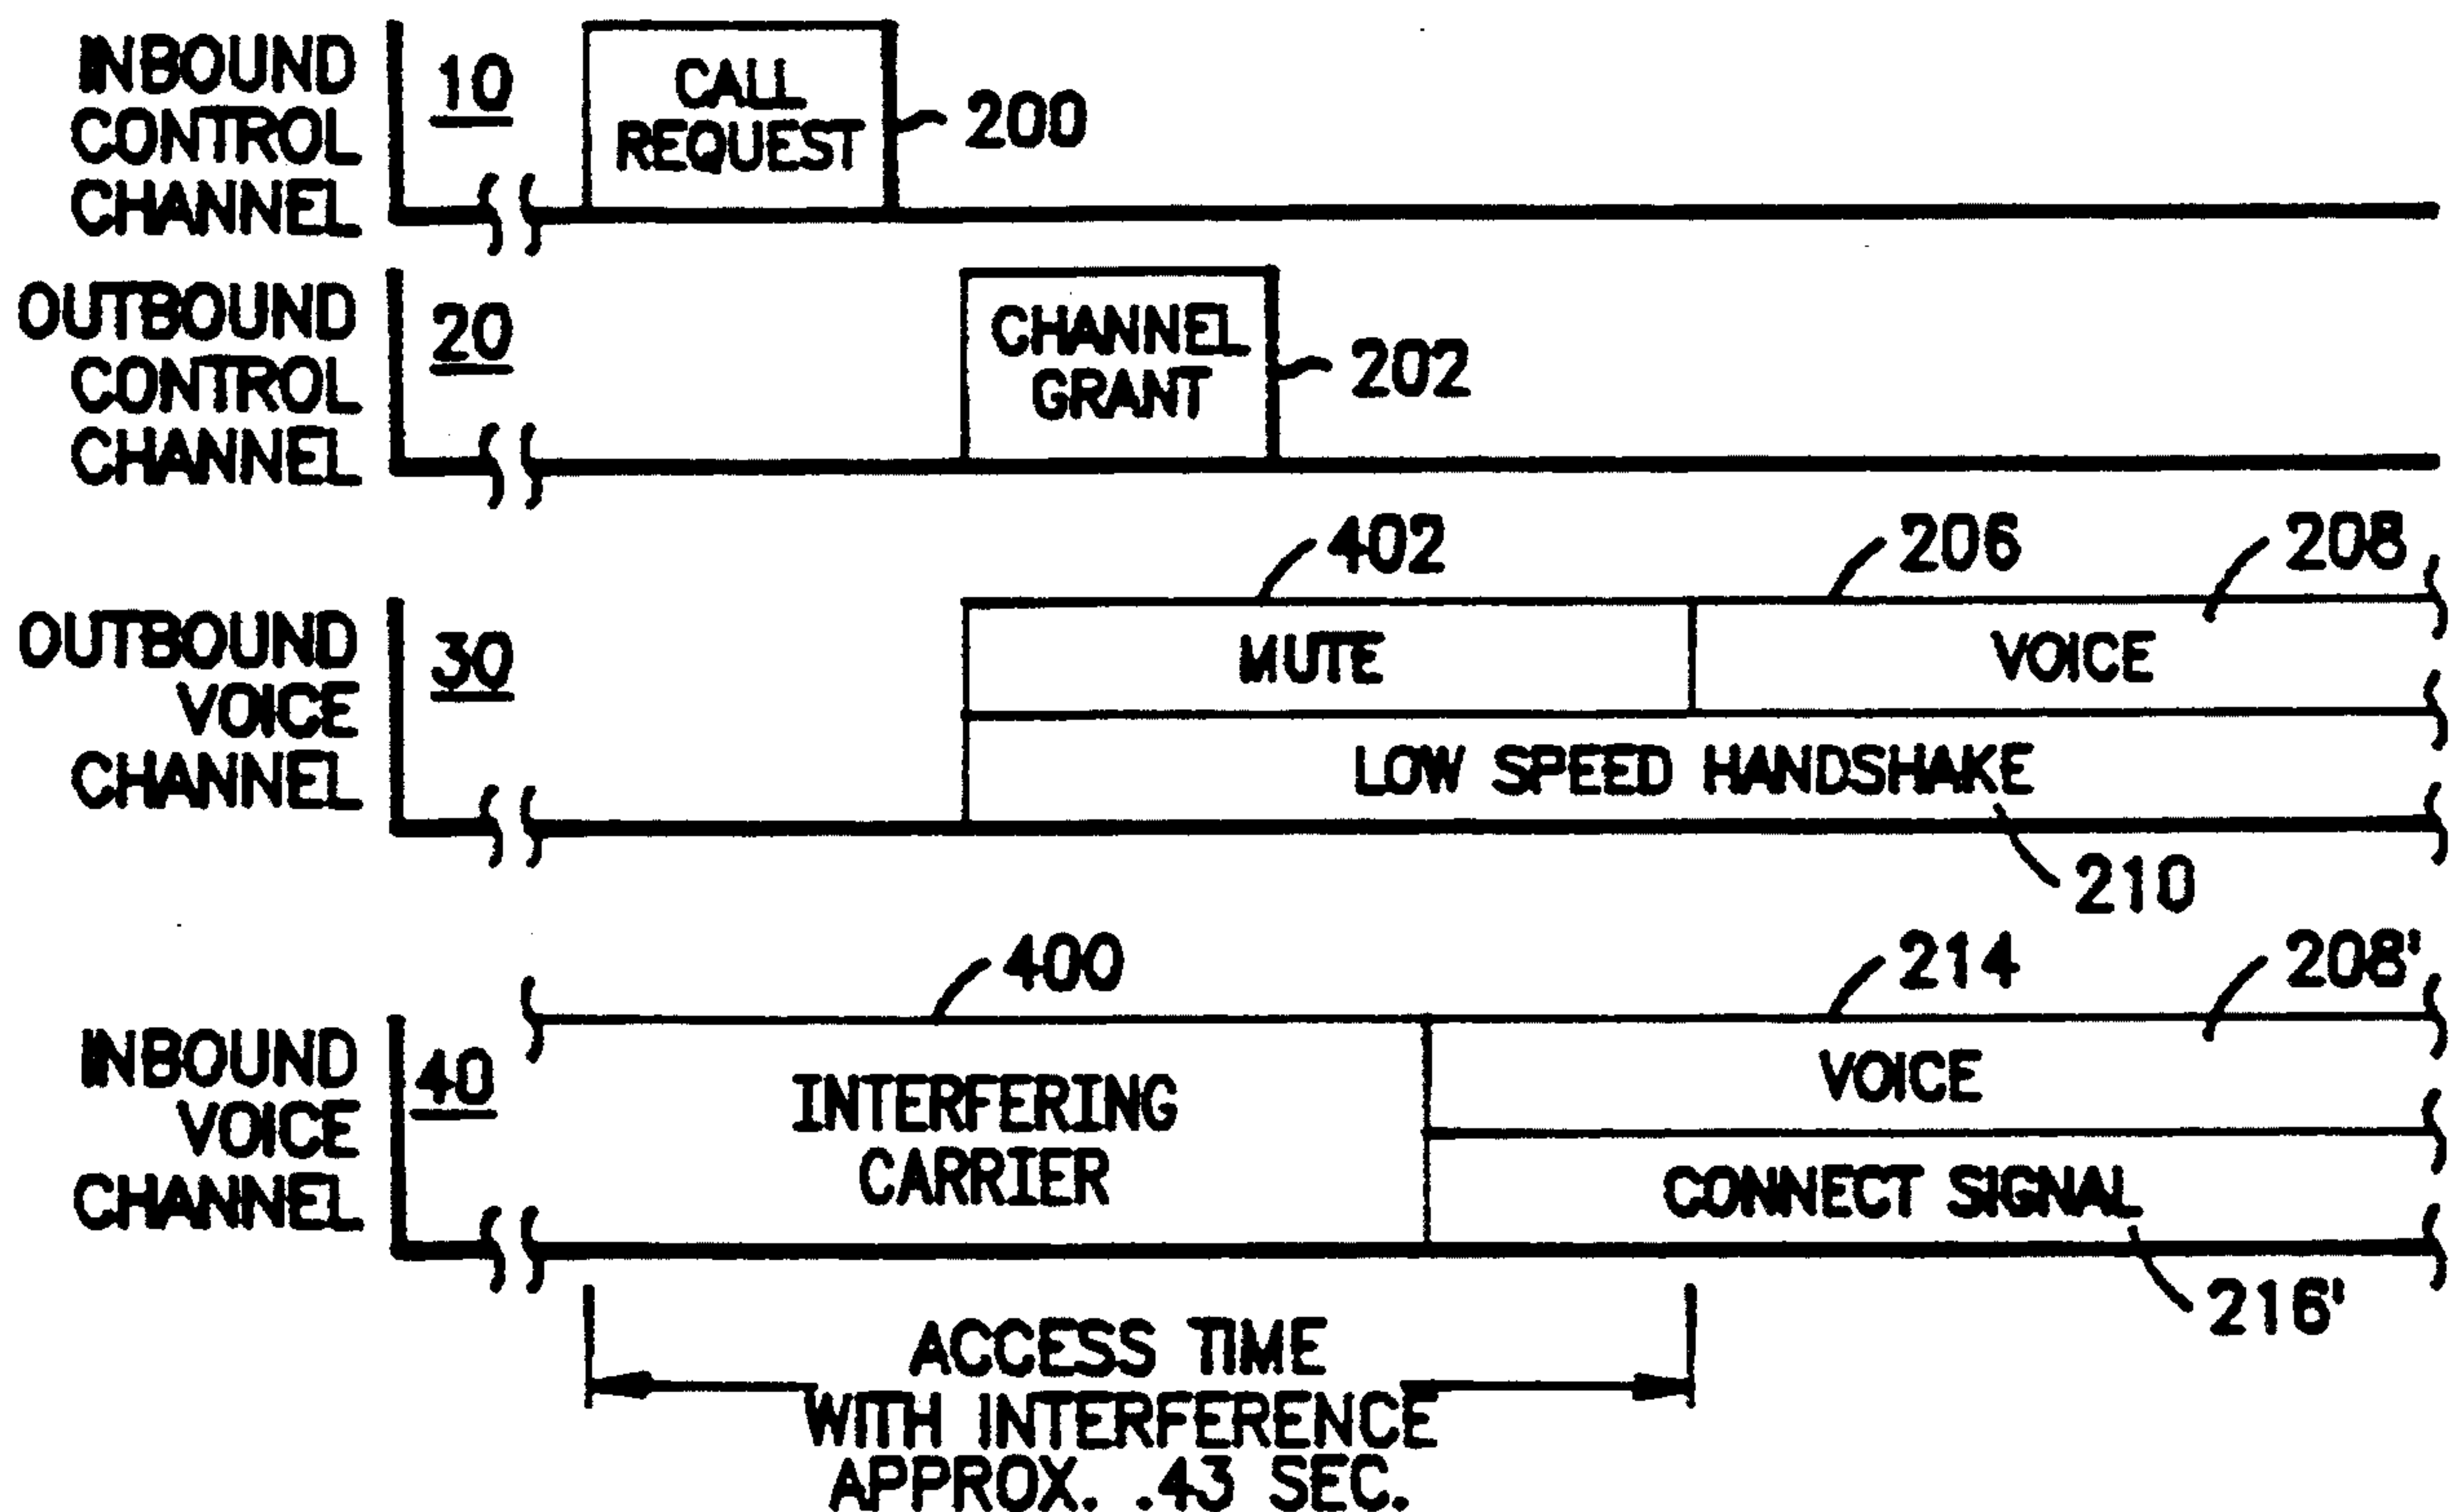 INBOUND
CONTROL
CHANNEL
10
CALL
REQUEST
200
OUTBOUND
CONTROL
CHANNEL
20
CHANNEL
GRANT
202
OUTBOUND
VOICE
CHANNEL
30
402
206
208
MUTE
VOICE
LOW SPEED HANDSHAKE
210
INBOUND
VOICE
CHANNEL
40
400
214
208'
INTERFERING
CARRIER
VOICE
CONNECT SIGNAL
216'
ACCESS TIME
WITH INTERFERENCE
APPROX. .43 SEC.